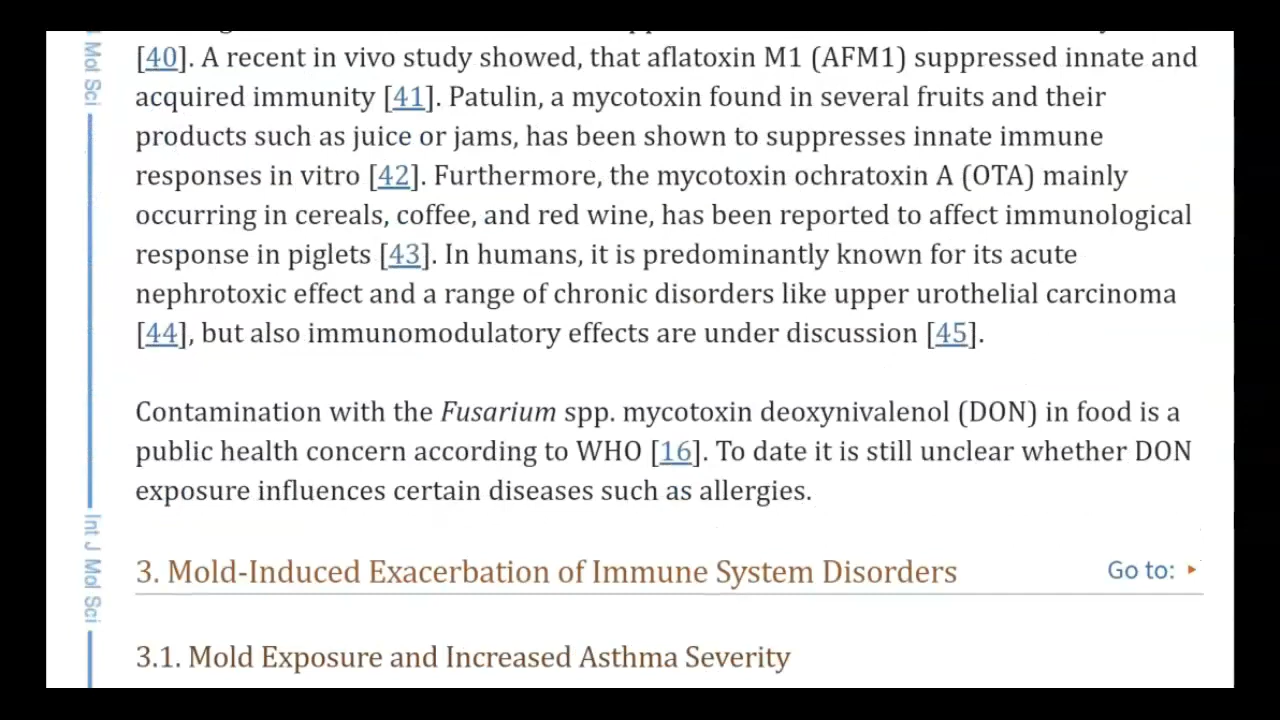 [40]. A recent in vivo study showed, that aflatoxin M1 (AFM1) suppressed innate and
acquired immunity [41]. Patulin, a mycotoxin found in several fruits and their
products such as juice or jams, has been shown to suppresses innate immune
responses in vitro [42]. Furthermore, the mycotoxin ochratoxin A (OTA) mainly
occurring in cereals, coffee, and red wine, has been reported to affect immunological
response in piglets [43]. In humans, it is predominantly known for its acute
nephrotoxic effect and a range of chronic disorders like upper urothelial carcinoma
[44], but also immunomodulatory effects are under discussion [45].
Contamination with the Fusarium spp. mycotoxin deoxynivalenol (DON) in food is a
public health concern according to WHO [16]. To date it is still unclear whether DON
exposure influences certain diseases such as allergies.
3. Mold-Induced Exacerbation of Immune System Disorders
Go to:
3.1. Mold Exposure and Increased Asthma Severity
Mol Sci
Int J Mol Sci